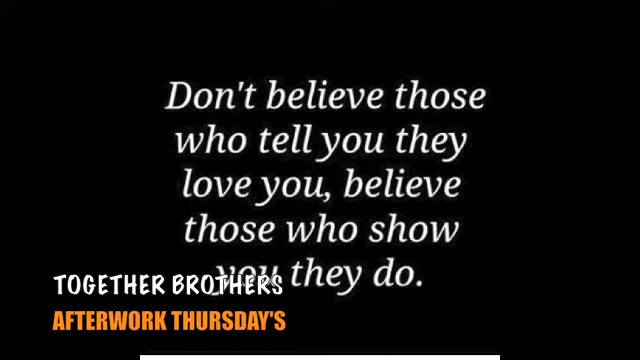 Don't believe those
who tell you they
love you, believe
those who show
you they do.
TOGETHER BROTHERS
AFTERWORK THURSDAY'S